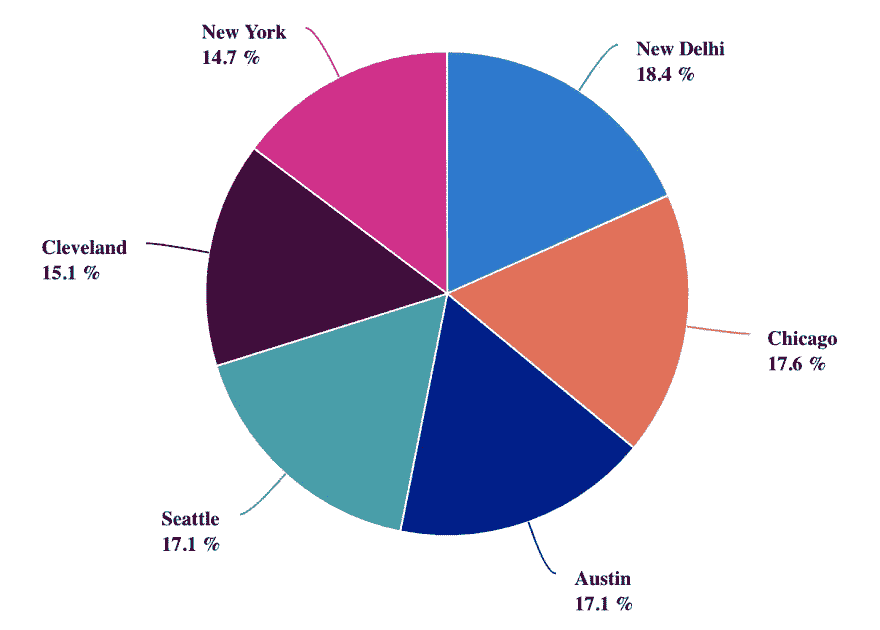 New York
14.7 %
New Delhi
18.4 %
Cleveland
15.1 %
Chicago
17.6 %
Seattle
17.1 %
Austin
17.1 %